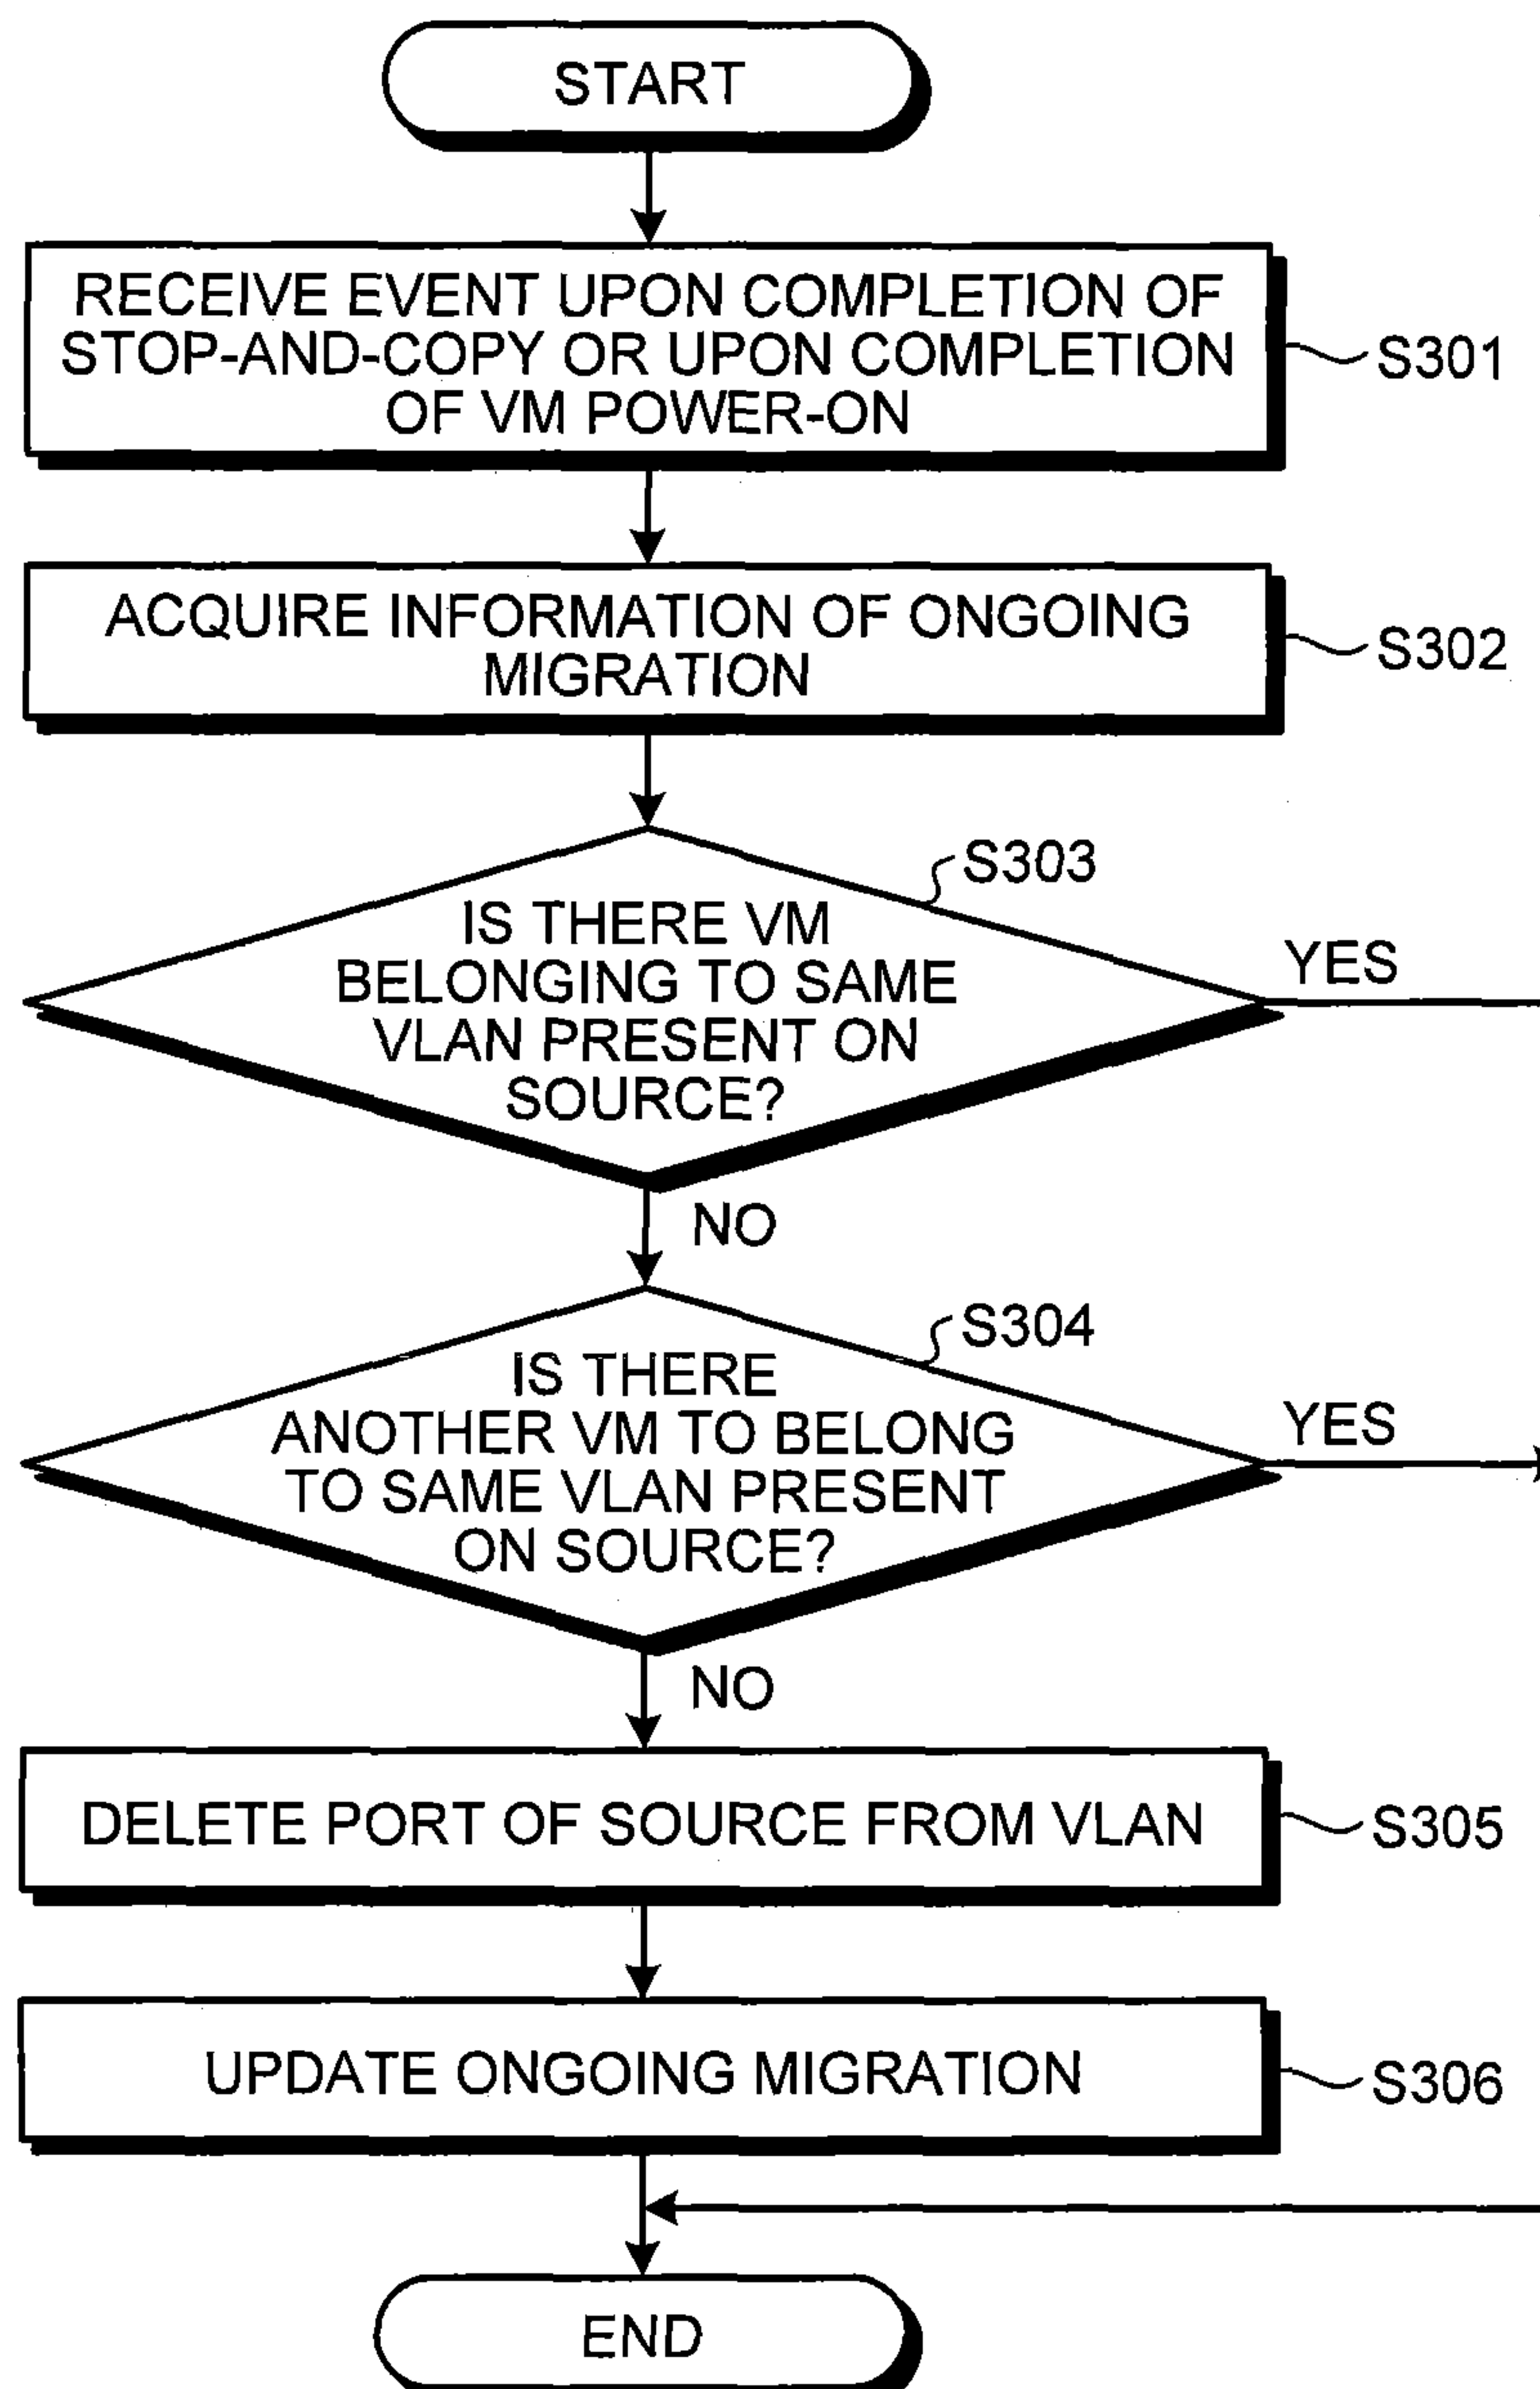 START
RECEIVE EVENT UPON COMPLETION OF
STOP-AND-COPY OR UPON COMPLETION
OF VM POWER-ON
S301
ACQUIRE INFORMATION OF ONGOING
MIGRATION
S302
S303
IS THERE VM
BELONGING TO SAME
VLAN PRESENT ON
SOURCE?
YES
NO
S304
IS THERE
ANOTHER VM TO BELONG
TO SAME VLAN PRESENT
ON SOURCE?
YES
NO
DELETE PORT OF SOURCE FROM VLAN
S305
UPDATE ONGOING MIGRATION
S306
END